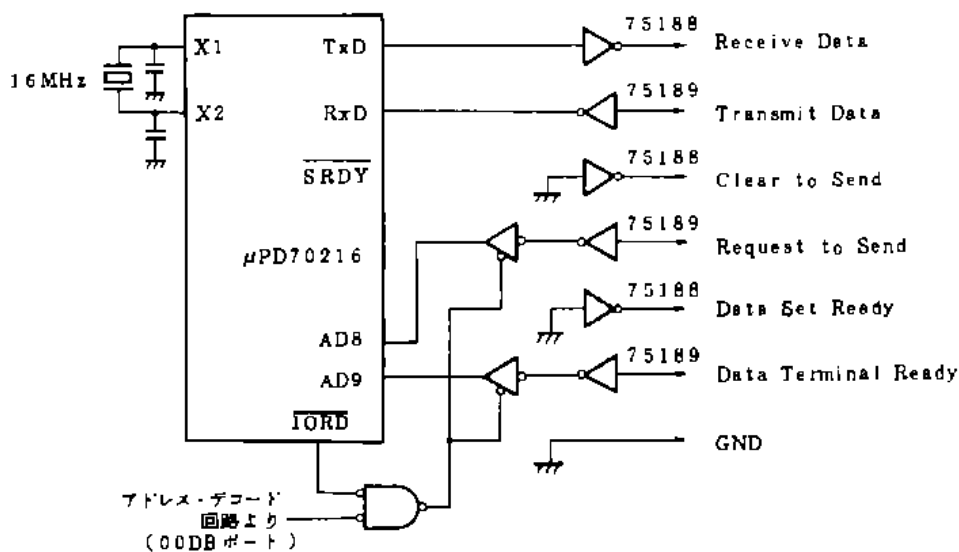 75188
X1
TxD
Receive Data
16MHz
75189
X2
RxD
Transmit Data
75188
SRDY
Clear to Send
75189
μPD70216
Request to Send
75188
Data Set Ready
AD8
75189
AD9
Data Terminal Ready
IORD
GND
アドレス・デコード
回路より
(00DBポート)